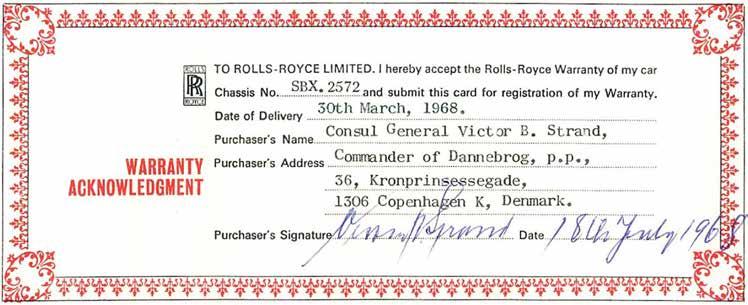 ROLLS
RR
ROYCE
TO ROLLS-ROYCE LIMITED. I hereby accept the Rolls-Royce Warranty of my car
Chassis No. SBX.2572 and submit this card for registration of my Warranty.
Date of Delivery 30th March, 1968.
Purchaser's Name Consul General Victor B. Strand,
WARRANTY ACKNOWLEDGMENT
Purchaser's Address Commander of Dannebrog, p.p.,
36, Kronprinsessegade,
1306 Copenhagen K, Denmark.
Purchaser's Signature Victor B Strand Date 18th July 1968